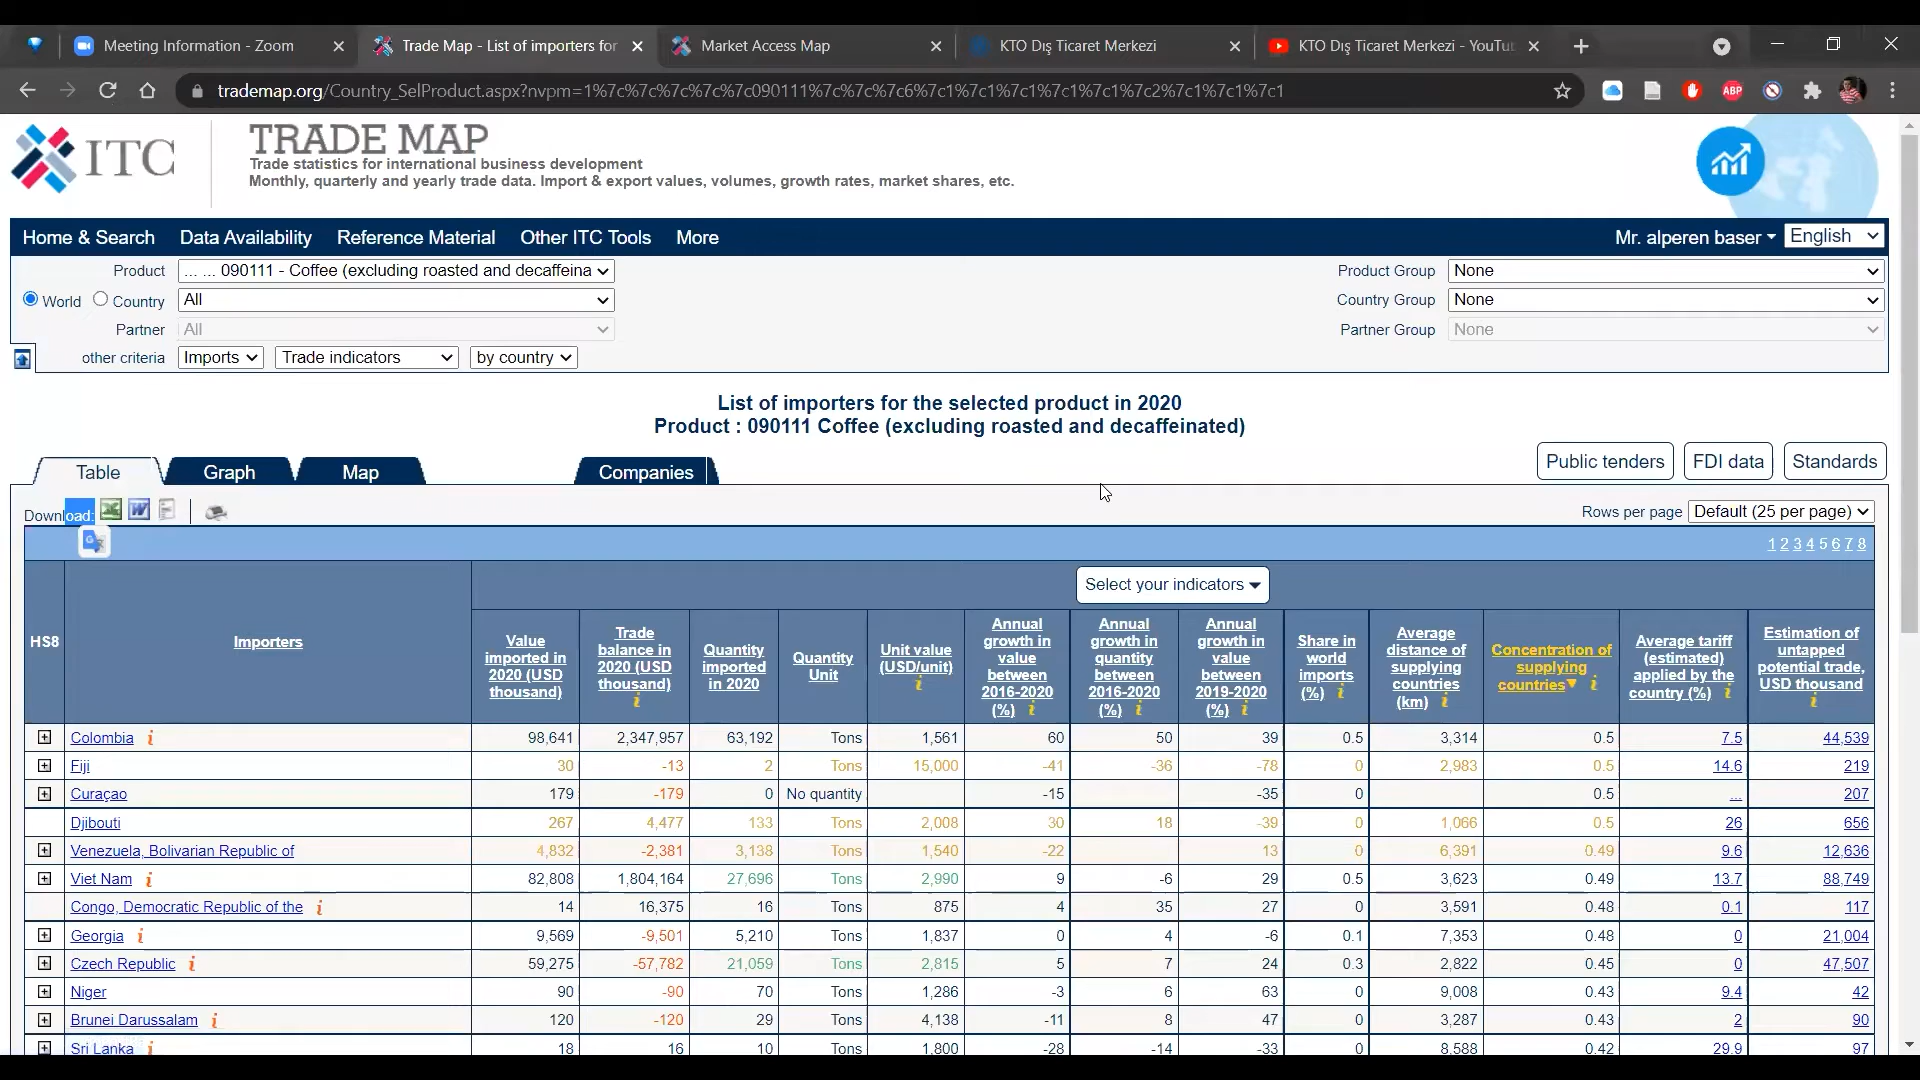 Meeting Information - Zoom
Trade Map - List of importers for
Market Access Map
KTO Dış Ticaret Merkezi
KTO Dış Ticaret Merkezi - YouTu
trademap.org/Country_SelProduct.aspx?nvpm=1%7c%7c%7c%7c%7c090111%7c%7c%7c6%7c1%7c1%7c1%7c1%7c1%7c2%7c1%7c1%7c1%7c1
ABP
ITC
TRADE MAP
Trade statistics for international business development
Monthly, quarterly and yearly trade data. Import & export values, volumes, growth rates, market shares, etc.
Home & Search Data Availability Reference Material Other ITC Tools More Mr. alperen baser English
Product ... ... 090111 - Coffee (excluding roasted and decaffeina Product Group None
World Country All Country Group None
Partner All Partner Group None
other criteria Imports Trade indicators by country
List of importers for the selected product in 2020
Product : 090111 Coffee (excluding roasted and decaffeinated)
Table Graph Map Companies Public tenders FDI data Standards
Download: Rows per page Default (25 per page)
1 2 3 4 5 6 7 8
Select your indicators
HS8
Importers
Value imported in 2020 (USD thousand)
Trade balance in 2020 (USD thousand) i
Quantity imported in 2020
Quantity Unit
Unit value (USD/unit) i
Annual growth in value between 2016-2020 (%) i
Annual growth in quantity between 2016-2020 (%) i
Annual growth in value between 2019-2020 (%) i
Share in world imports (%) i
Average distance of supplying countries (km) i
Concentration of supplying countries i
Average tariff (estimated) applied by the country (%) i
Estimation of untapped potential trade, USD thousand i
Colombia i 98,641 2,347,957 63,192 Tons 1,561 60 50 39 0.5 3,314 0.5 7.5 44,539
Fiji 30 -13 2 Tons 15,000 -41 -36 -78 0 2,983 0.5 14.6 219
Curaçao 179 -179 0 No quantity -15 -35 0 0.5 ... 207
Djibouti 267 4,477 133 Tons 2,008 30 18 -39 0 1,066 0.5 26 656
Venezuela, Bolivarian Republic of 4,832 -2,381 3,138 Tons 1,540 -22 13 0 6,391 0.49 9.6 12,636
Viet Nam i 82,808 1,804,164 27,696 Tons 2,990 9 -6 29 0.5 3,623 0.49 13.7 88,749
Congo, Democratic Republic of the i 14 16,375 16 Tons 875 4 35 27 0 3,591 0.48 0.1 117
Georgia i 9,569 -9,501 5,210 Tons 1,837 0 4 -6 0.1 7,353 0.48 0 21,004
Czech Republic i 59,275 -57,782 21,059 Tons 2,815 5 7 24 0.3 2,822 0.45 0 47,507
Niger 90 -90 70 Tons 1,286 -3 6 63 0 9,008 0.43 9.4 42
Brunei Darussalam i 120 -120 29 Tons 4,138 -11 8 47 0 3,287 0.43 2 90
Sri Lanka i 18 16 10 Tons 1,800 -28 -14 -33 0 8,588 0.42 29.9 97